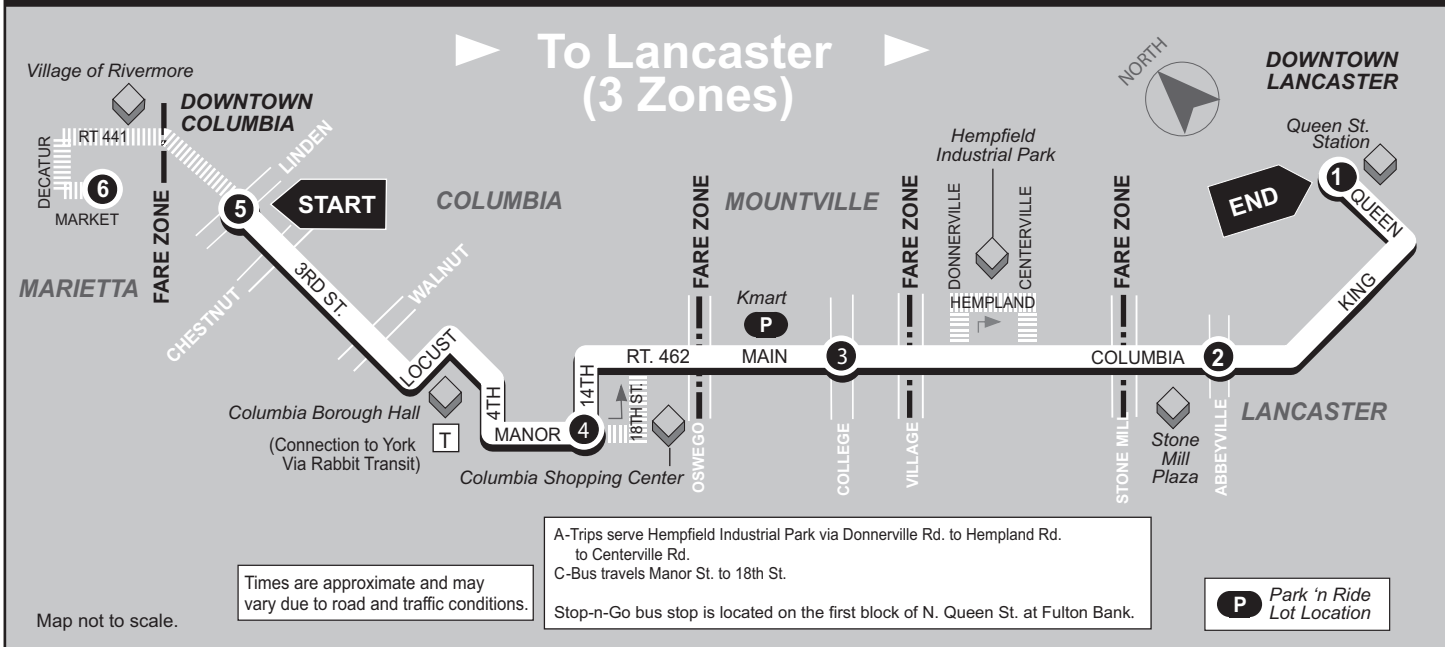 To Lancaster
(3 Zones)
Village of Rivermore
DOWNTOWN
COLUMBIA
RT 441
DECATUR
6
MARKET
FARE ZONE
MARIETTA
LINDEN
5
START
CHESTNUT
3RD ST.
WALNUT
COLUMBIA
LOCUST
Columbia Borough Hall
T
(Connection to York
Via Rabbit Transit)
4TH
MANOR
4
14TH
18TH ST.
Columbia Shopping Center
RT. 462
OSWEGO
FARE ZONE
MOUNTVILLE
Kmart
P
MAIN
3
COLLEGE
FARE ZONE
VILLAGE
Hempfield
Industrial Park
DONNERVILLE
CENTERVILLE
HEMPLAND
FARE ZONE
STONE MILL
COLUMBIA
2
ABBEYVILLE
Stone
Mill
Plaza
LANCASTER
NORTH
DOWNTOWN
LANCASTER
Queen St.
Station
1
END
QUEEN
KING
Map not to scale.
Times are approximate and may
vary due to road and traffic conditions.
A-Trips serve Hempfield Industrial Park via Donnerville Rd. to Hempland Rd.
to Centerville Rd.
C-Bus travels Manor St. to 18th St.
Stop-n-Go bus stop is located on the first block of N. Queen St. at Fulton Bank.
P
Park ‘n Ride
Lot Location